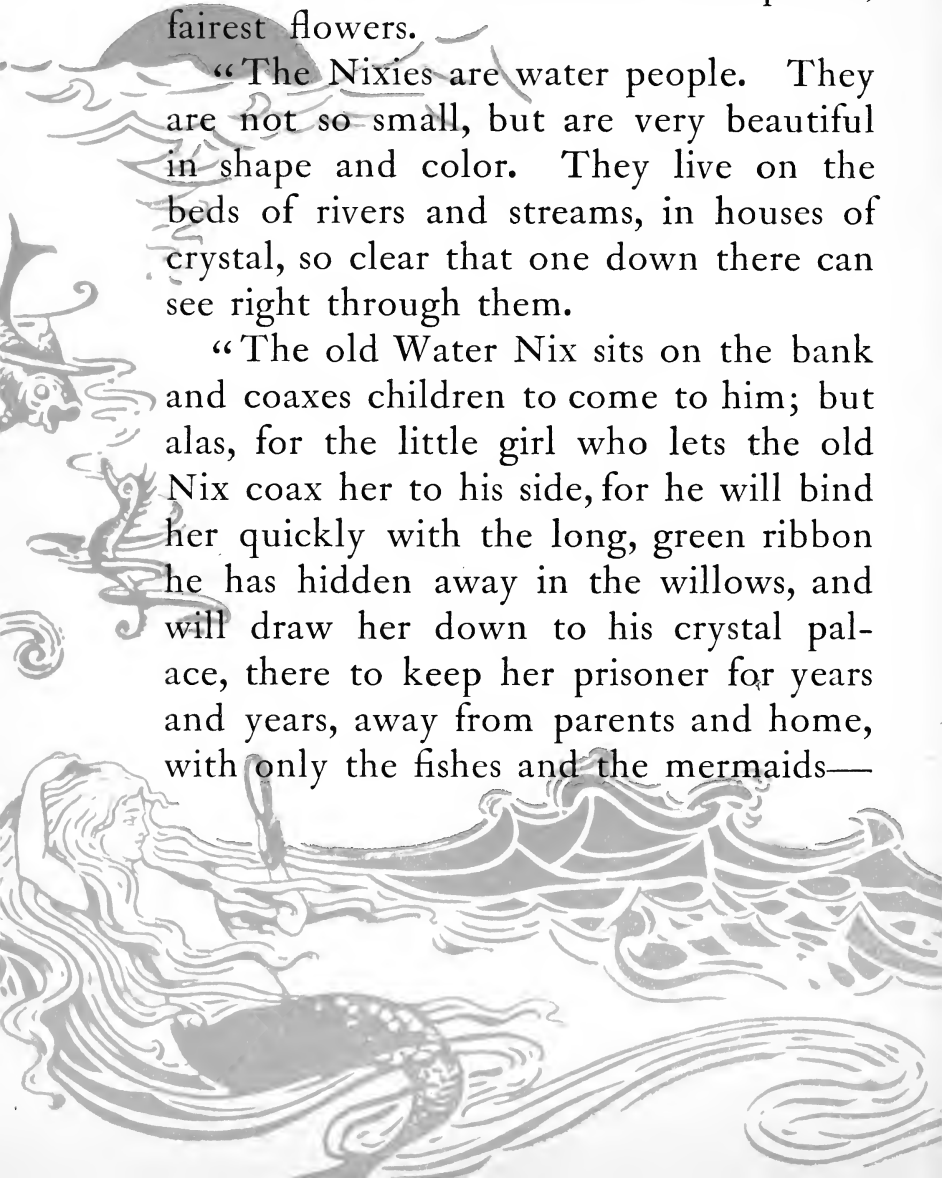 fairest flowers.
“The Nixies are water people. They
are not so small, but are very beautiful
in shape and color. They live on the
beds of rivers and streams, in houses of
crystal, so clear that one down there can
see right through them.
“The old Water Nix sits on the bank
and coaxes children to come to him; but
alas, for the little girl who lets the old
Nix coax her to his side, for he will bind
her quickly with the long, green ribbon
he has hidden away in the willows, and
will draw her down to his crystal pal-
ace, there to keep her prisoner for years
and years, away from parents and home,
with only the fishes and the mermaids—